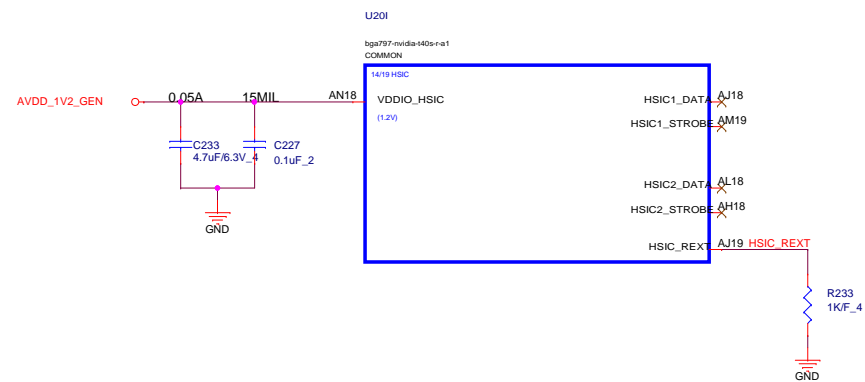 U20I
bga797-nvidia-t40s-r-a1
COMMON
14/19 HSIC
AVDD_1V2_GEN
0.05A
15MIL
AN18
VDDIO_HSIC
(1.2V)
HSIC1_DATA
AJ18
HSIC1_STROBE
AM19
C233
4.7uF/6.3V_4
C227
0.1uF_2
HSIC2_DATA
AL18
HSIC2_STROBE
AH18
GND
HSIC_REXT
AJ19
HSIC_REXT
R233
1K/F_4
GND